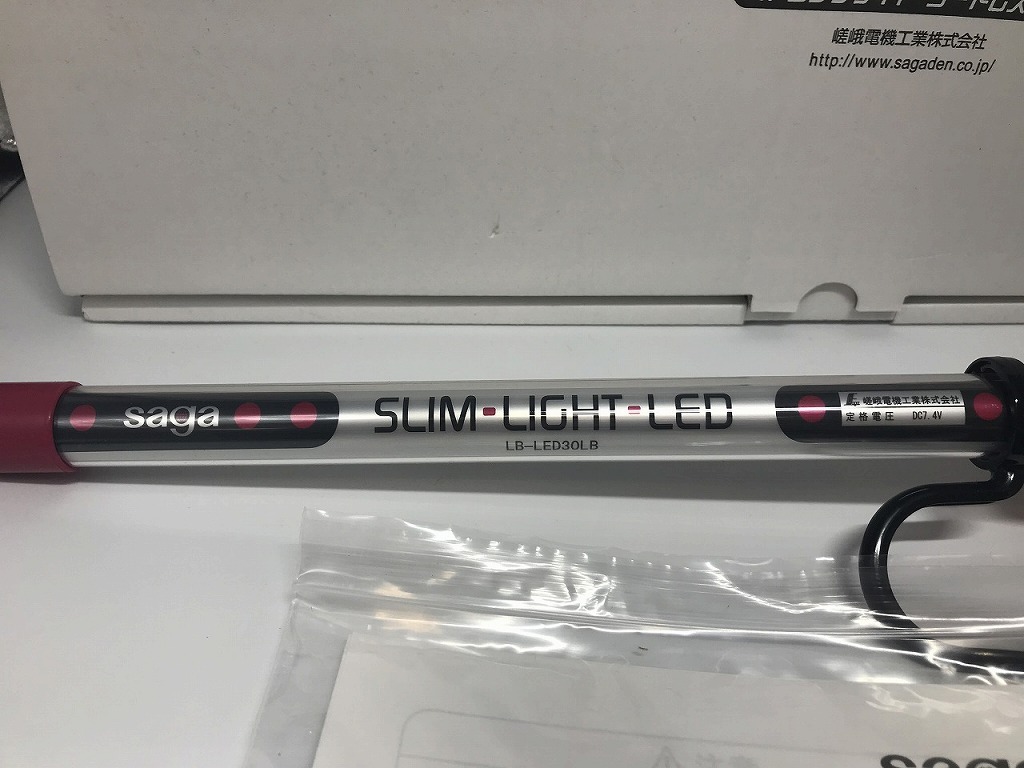 嵯峨電機工業株式会社
http://www.sagaden.co.jp/
saga
SLIM-LIGHT-LED
LB-LED30LB
嵯峨電機工業株式会社
定格電圧 DC7.4V